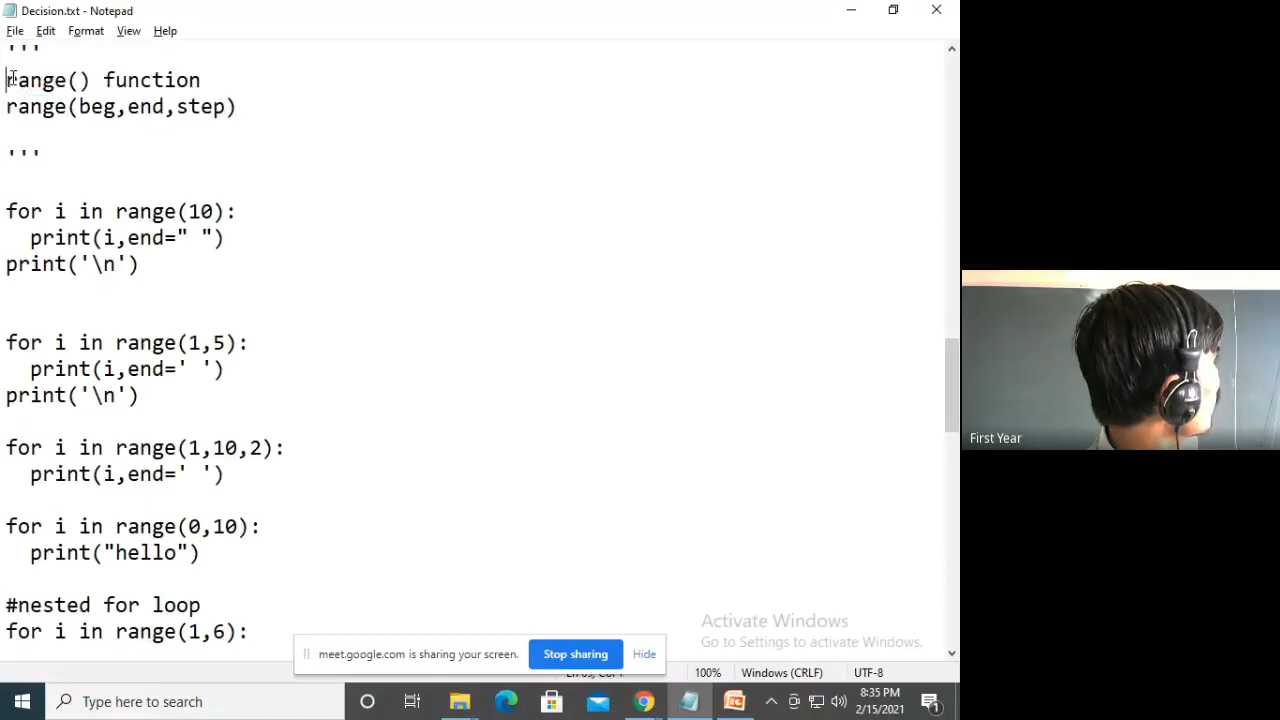 Decision.txt - Notepad
File Edit Format View Help
'''
range() function
range(beg,end,step)
'''
for i in range(10):
print(i,end=" ")
print('\n')
for i in range(1,5):
print(i,end=' ')
print('\n')
for i in range(1,10,2):
print(i,end=' ')
for i in range(0,10):
print("hello")
#nested for loop
for i in range(1,6):
First Year
Activate Windows
Go to Settings to activate Windows.
meet.google.com is sharing your screen. Stop sharing Hide
100% Windows (CRLF) UTF-8
Type here to search
8:35 PM
2/15/2021
1